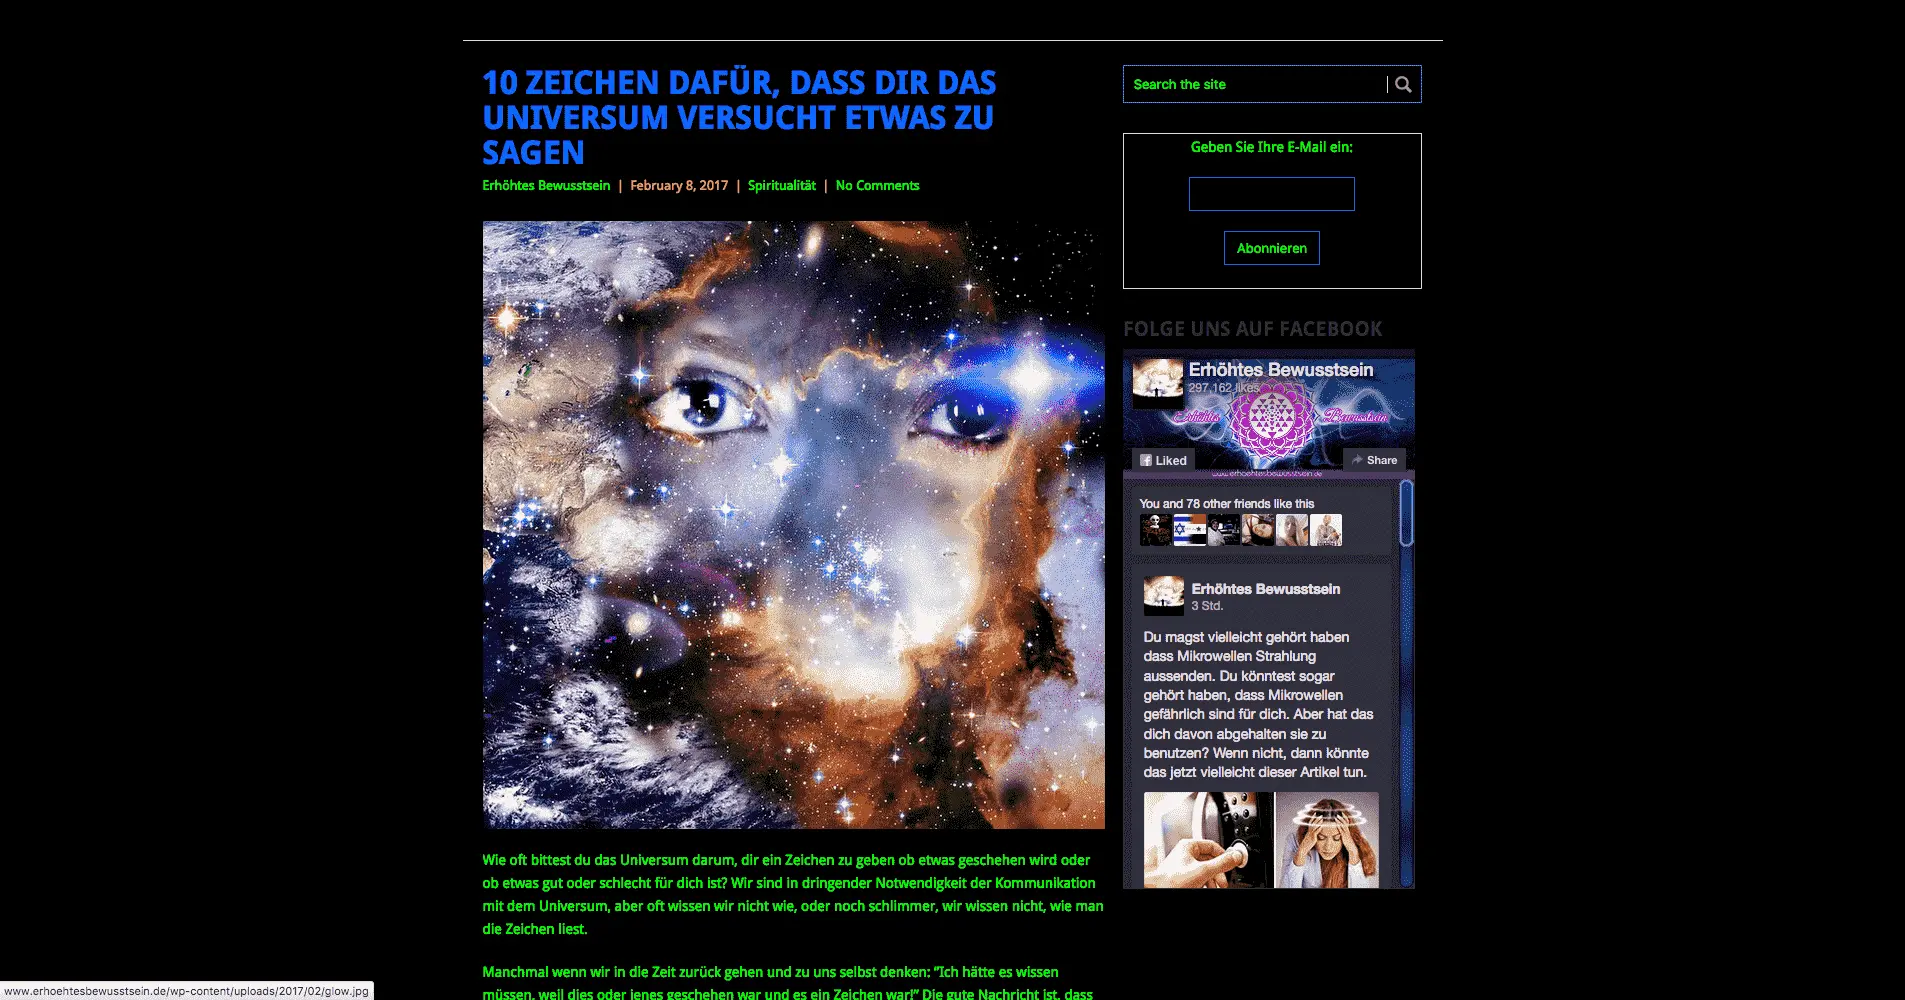 10 ZEICHEN DAFÜR, DASS DIR DAS
UNIVERSUM VERSUCHT ETWAS ZU
SAGEN
Erhöhtes Bewusstsein | February 8, 2017 | Spiritualität | No Comments
Wie oft bittest du das Universum darum, dir ein Zeichen zu geben ob etwas geschehen wird oder
ob etwas gut oder schlecht für dich ist? Wir sind in dringender Notwendigkeit der Kommunikation
mit dem Universum, aber oft wissen wir nicht wie, oder noch schlimmer, wir wissen nicht, wie man
die Zeichen liest.
Manchmal wenn wir in die Zeit zurück gehen und zu uns selbst denken: “Ich hätte es wissen
müssen, weil dies oder jenes geschehen war und es ein Zeichen war!” Die gute Nachricht ist, dass
Search the site
Geben Sie Ihre E-Mail ein:
Abonnieren
FOLGE UNS AUF FACEBOOK
Erhöhtes Bewusstsein
297,162 likes
Erhöhtes Bewusstsein
Liked
Share
www.erhoehtesbewusstsein.de
You and 78 other friends like this
Erhöhtes Bewusstsein
3 Std.
Du magst vielleicht gehört haben
dass Mikrowellen Strahlung
aussenden. Du könntest sogar
gehört haben, dass Mikrowellen
gefährlich sind für dich. Aber hat das
dich davon abgehalten sie zu
benutzen? Wenn nicht, dann könnte
das jetzt vielleicht dieser Artikel tun.
www.erhoehtesbewusstsein.de/wp-content/uploads/2017/02/glow.jpg